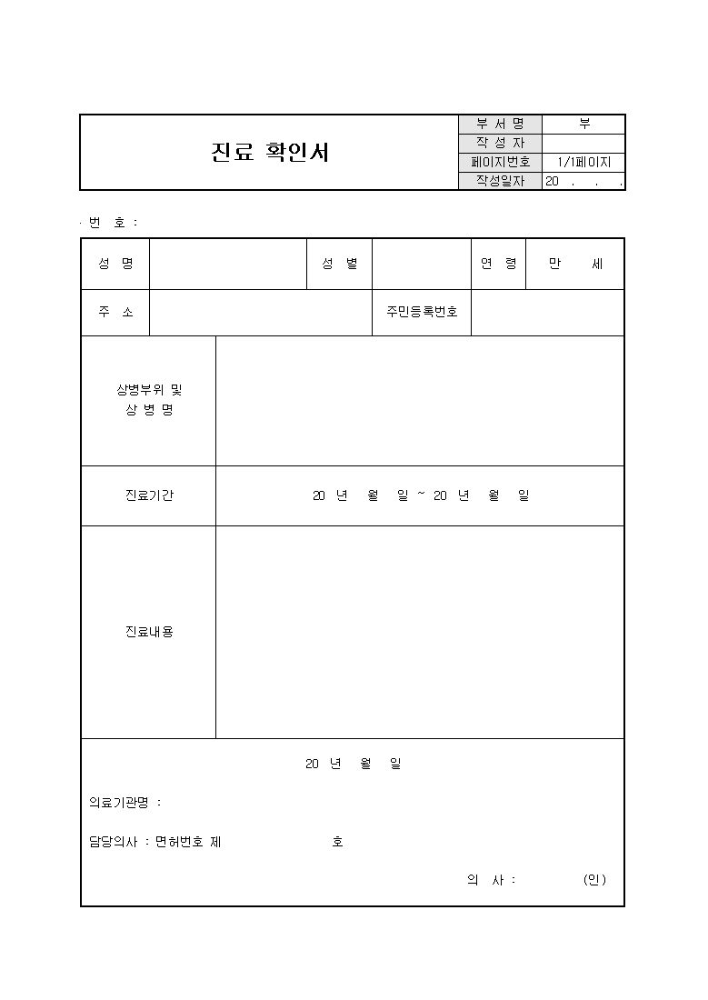 진료 확인서
부 서 명 부
작 성 자
페이지번호 1/1페이지
작성일자 20 . . .
· 번 호 :
성 명 성 별 연 령 만 세
주 소 주민등록번호
상병부위 및
상 병 명
진료기간 20 년 월 일 ~ 20 년 월 일
진료내용
20 년 월 일
의료기관명 :
담당의사 : 면허번호 제 호
의 사 : (인)